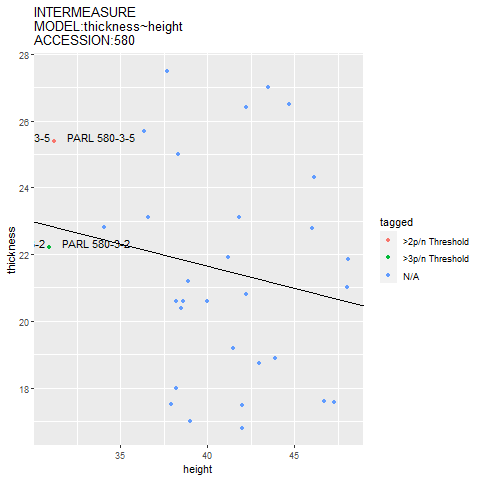 INTERMEASURE
MODEL:thickness~height
ACCESSION:580
28
26
24
22
20
18
thickness
3-5 PARL 580-3-5
-2 PARL 580-3-2
35
40
45
height
tagged
>2p/n Threshold
>3p/n Threshold
N/A